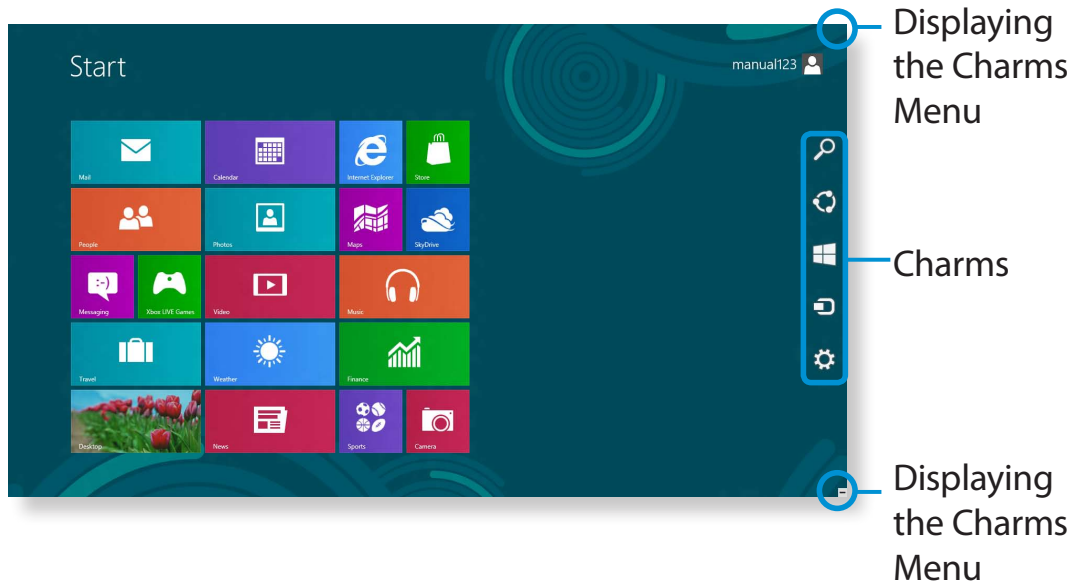 Displaying
the Charms
Menu
Start
manual123
Mail
Calendar
Internet Explorer
Store
People
Photos
Maps
SkyDrive
:-)
Messaging
Xbox LIVE Games
Video
Music
Charms
Travel
Weather
Finance
Desktop
News
Sports
Camera
Displaying
the Charms
Menu